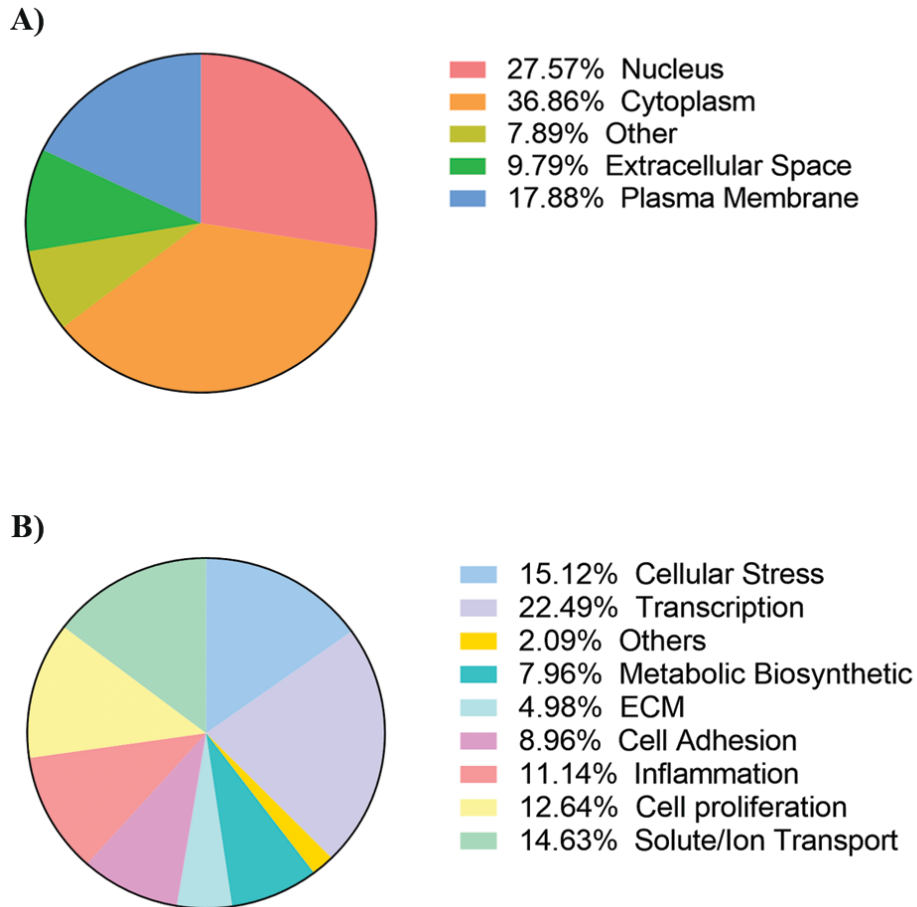 A)
27.57% Nucleus
36.86% Cytoplasm
7.89% Other
9.79% Extracellular Space
17.88% Plasma Membrane
B)
15.12% Cellular Stress
22.49% Transcription
2.09% Others
7.96% Metabolic Biosynthetic
4.98% ECM
8.96% Cell Adhesion
11.14% Inflammation
12.64% Cell proliferation
14.63% Solute/Ion Transport